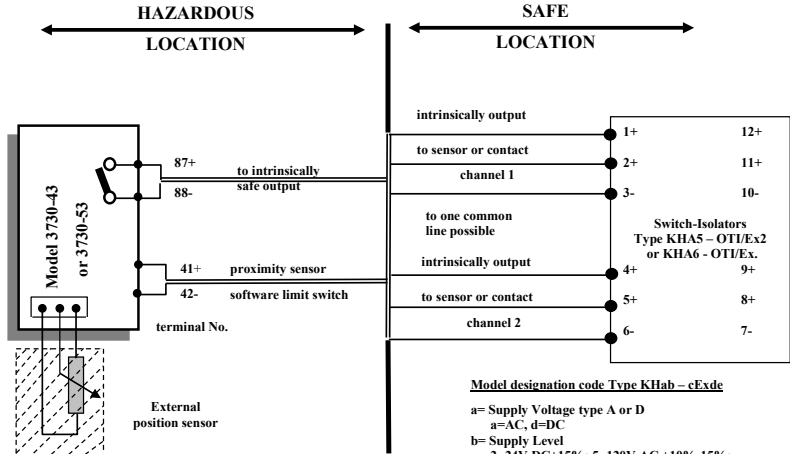 HAZARDOUS
LOCATION
SAFE
LOCATION
Model 3730-43
or 3730-53
87+
88-
to intrinsically
safe output
41+
42-
proximity sensor
software limit switch
terminal No.
External
position sensor
intrinsically output
to sensor or contact
channel 1
to one common
line possible
intrinsically output
to sensor or contact
channel 2
1+ 12+
2+ 11+
3- 10-
Switch-Isolators
Type KHA5 – OTI/Ex2
or KHA6 - OTI/Ex.
4+ 9+
5+ 8+
6- 7-
Model designation code Type KHab – cExde
a= Supply Voltage type A or D
a=AC, d=DC
b= Supply Level